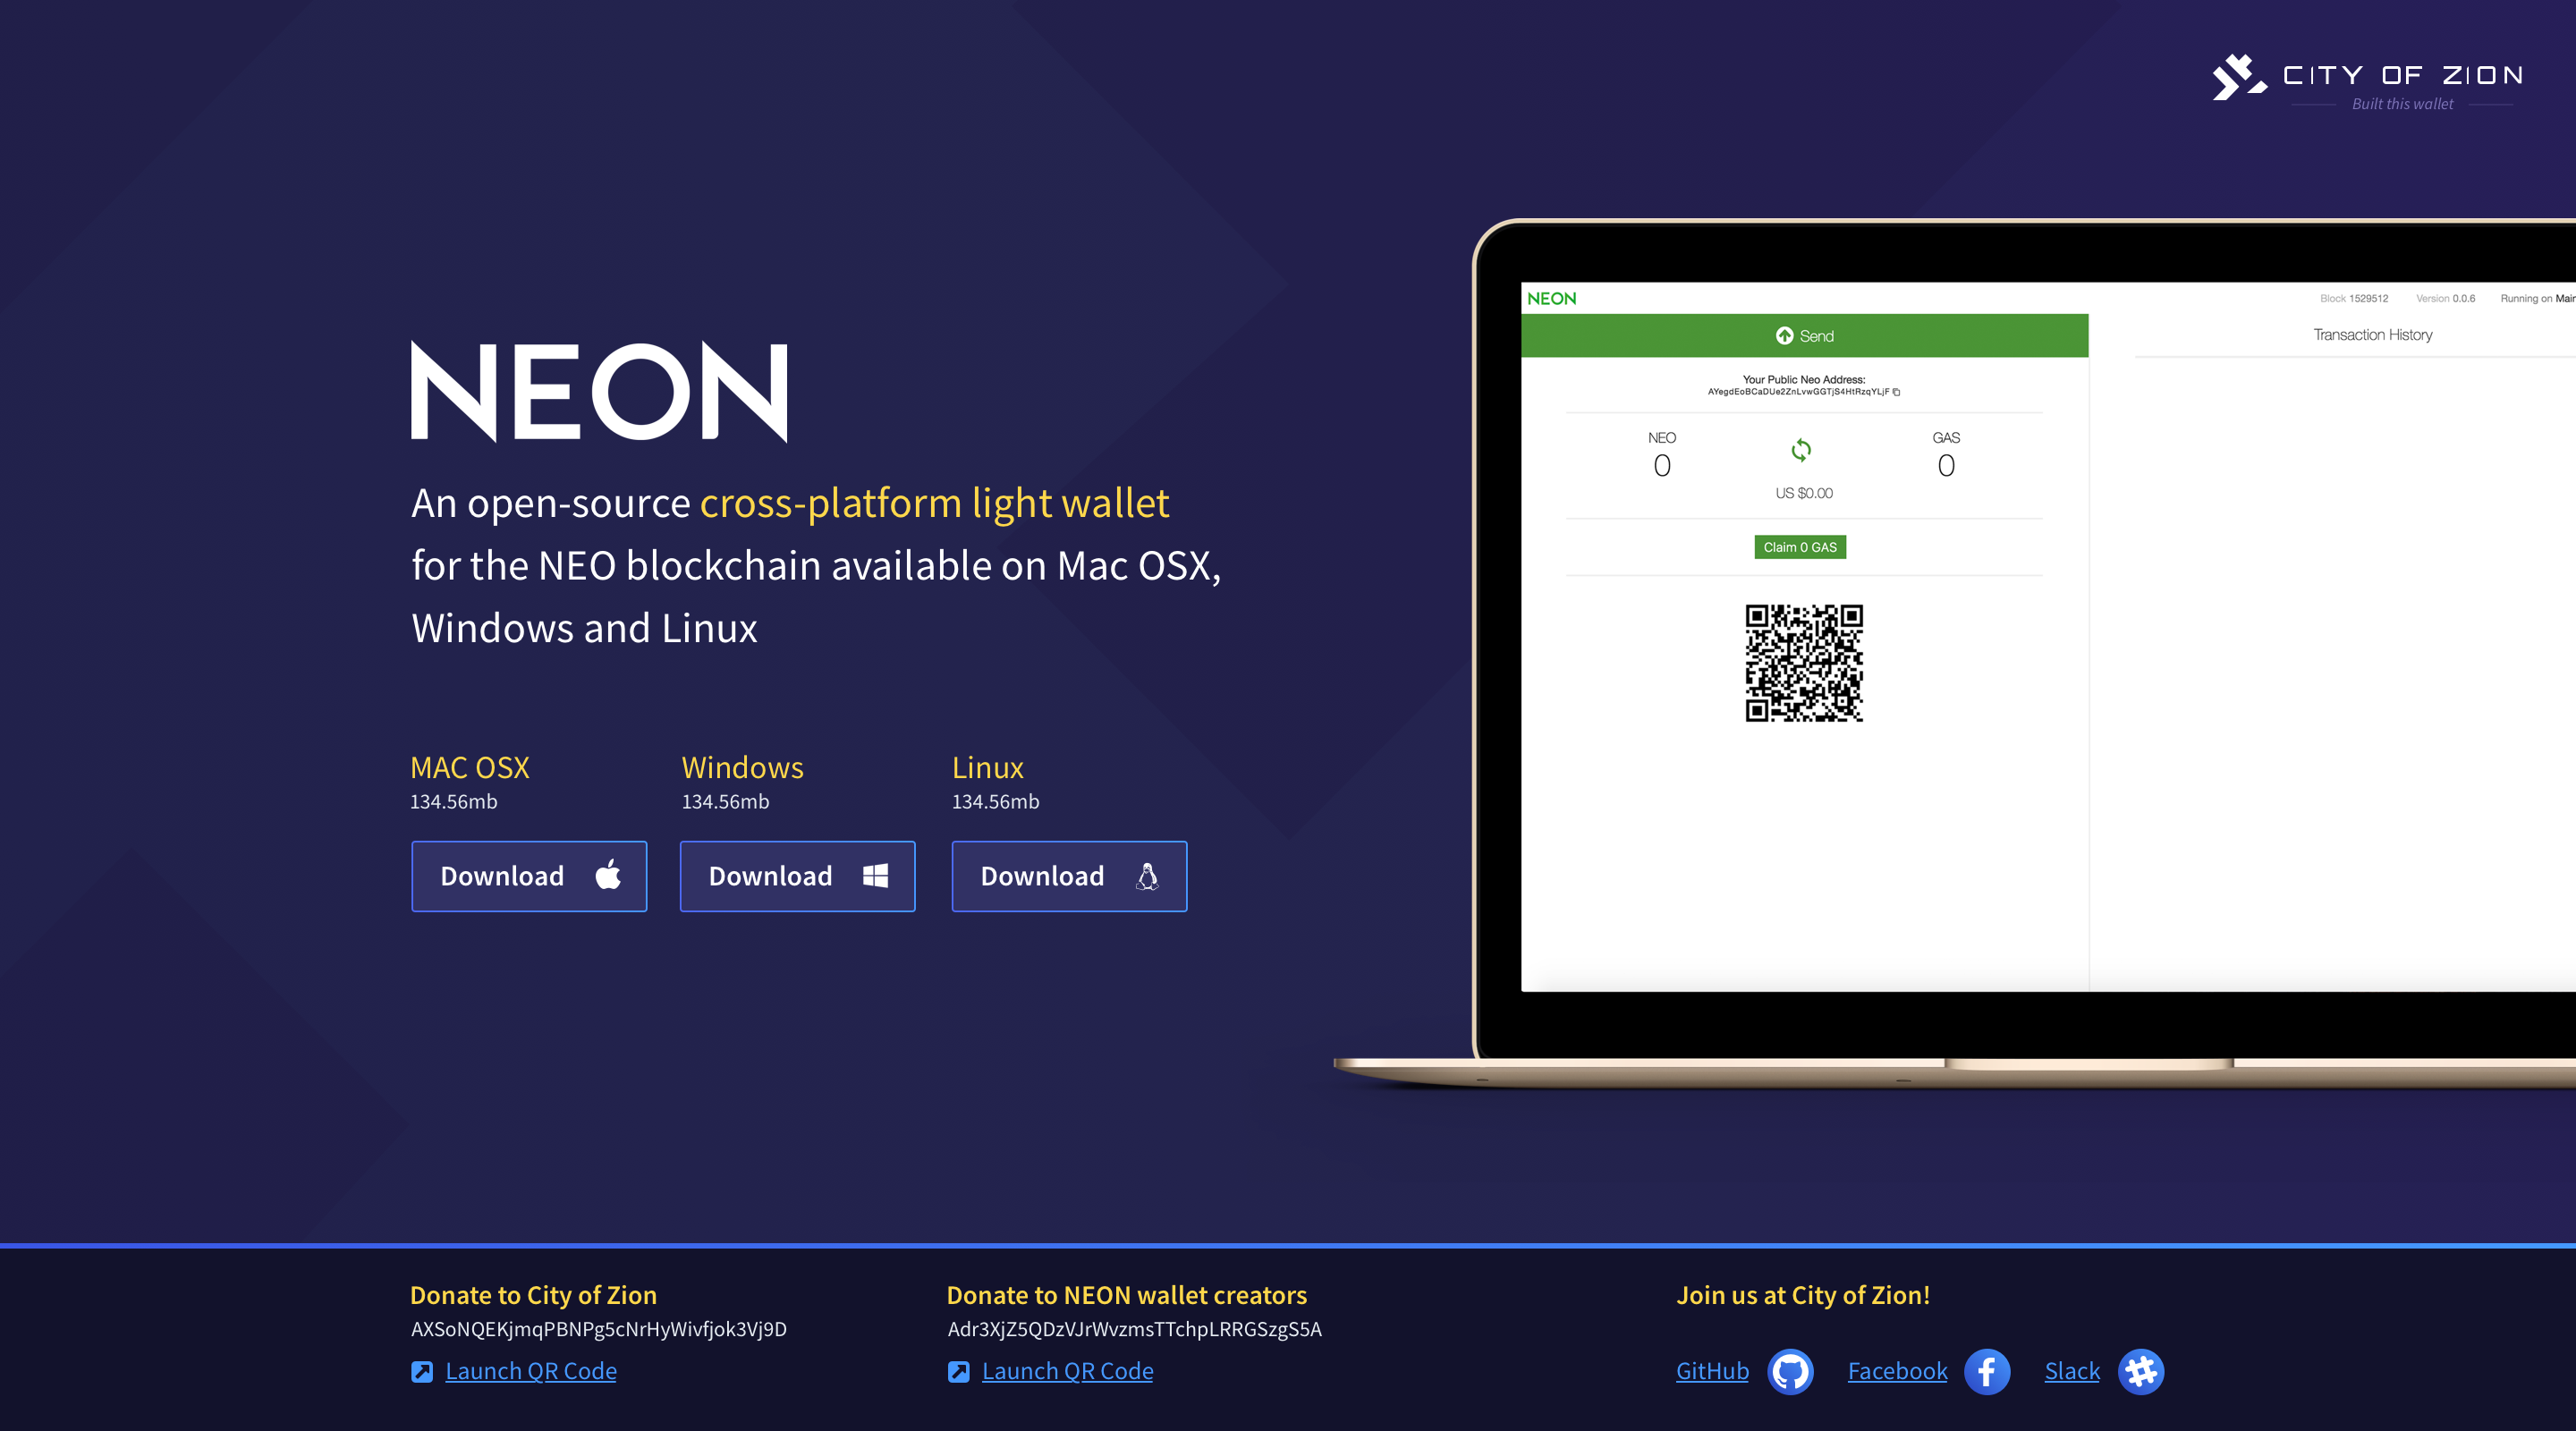 CITY OF ZION
Built this wallet
NEON
An open-source cross-platform light wallet
for the NEO blockchain available on Mac OSX,
Windows and Linux
MAC OSX
134.56mb
Download
Windows
134.56mb
Download
Linux
134.56mb
Download
NEON
Block 1529512
Version 0.0.6
Running on Main
Send
Transaction History
Your Public Neo Address:
AYegdEoBCaDUe2ZnLvwGGTjS4HtRzqYLjF
NEO
0
GAS
0
US $0.00
Claim 0 GAS
Donate to City of Zion
AXSoNQEKjmqPBNPg5cNrHyWivfjok3Vj9D
Launch QR Code
Donate to NEON wallet creators
Adr3XjZ5QDzVJrWvzmsTTchpLRRGSzgS5A
Launch QR Code
Join us at City of Zion!
GitHub
Facebook
Slack